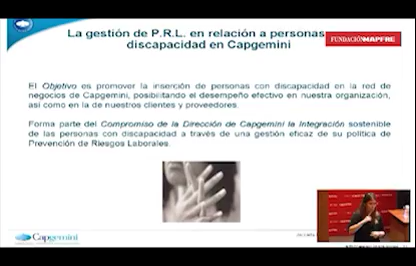 La gestión de P.R.L. en relación a personas
discapacidad en Capgemini
FUNDACIÓN MAPFRE
El Objetivo es promover la inserción de personas con discapacidad en la red de
negocios de Capgemini, posibilitando el desempeño efectivo en nuestra organización,
así como en la de nuestros clientes y proveedores.
Forma parte del Compromiso de la Dirección de Capgemini la Integración sostenible
de las personas con discapacidad a través de una gestión eficaz de su política de
Prevención de Riesgos Laborales.
Capgemini